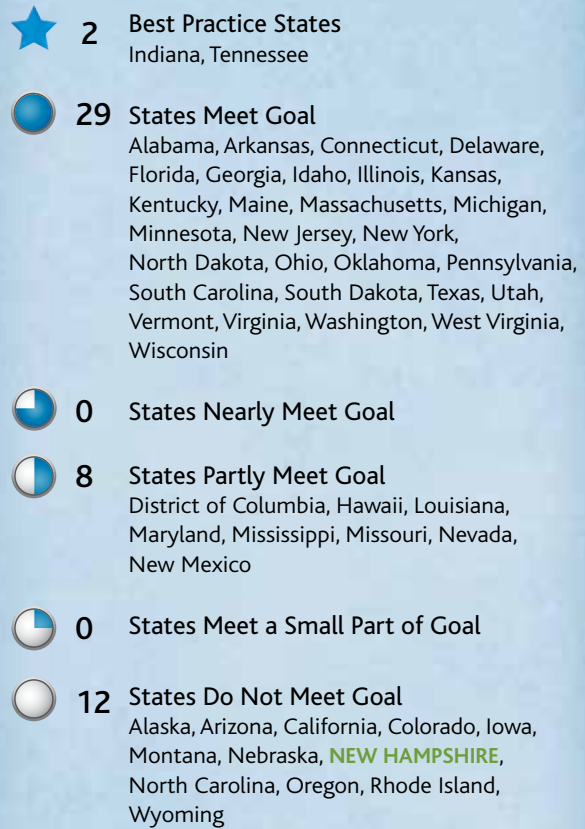 2 Best Practice States
Indiana, Tennessee
29 States Meet Goal
Alabama, Arkansas, Connecticut, Delaware,
Florida, Georgia, Idaho, Illinois, Kansas,
Kentucky, Maine, Massachusetts, Michigan,
Minnesota, New Jersey, New York,
North Dakota, Ohio, Oklahoma, Pennsylvania,
South Carolina, South Dakota, Texas, Utah,
Vermont, Virginia, Washington, West Virginia,
Wisconsin
0 States Nearly Meet Goal
8 States Partly Meet Goal
District of Columbia, Hawaii, Louisiana,
Maryland, Mississippi, Missouri, Nevada,
New Mexico
0 States Meet a Small Part of Goal
12 States Do Not Meet Goal
Alaska, Arizona, California, Colorado, Iowa,
Montana, Nebraska, NEW HAMPSHIRE,
North Carolina, Oregon, Rhode Island,
Wyoming